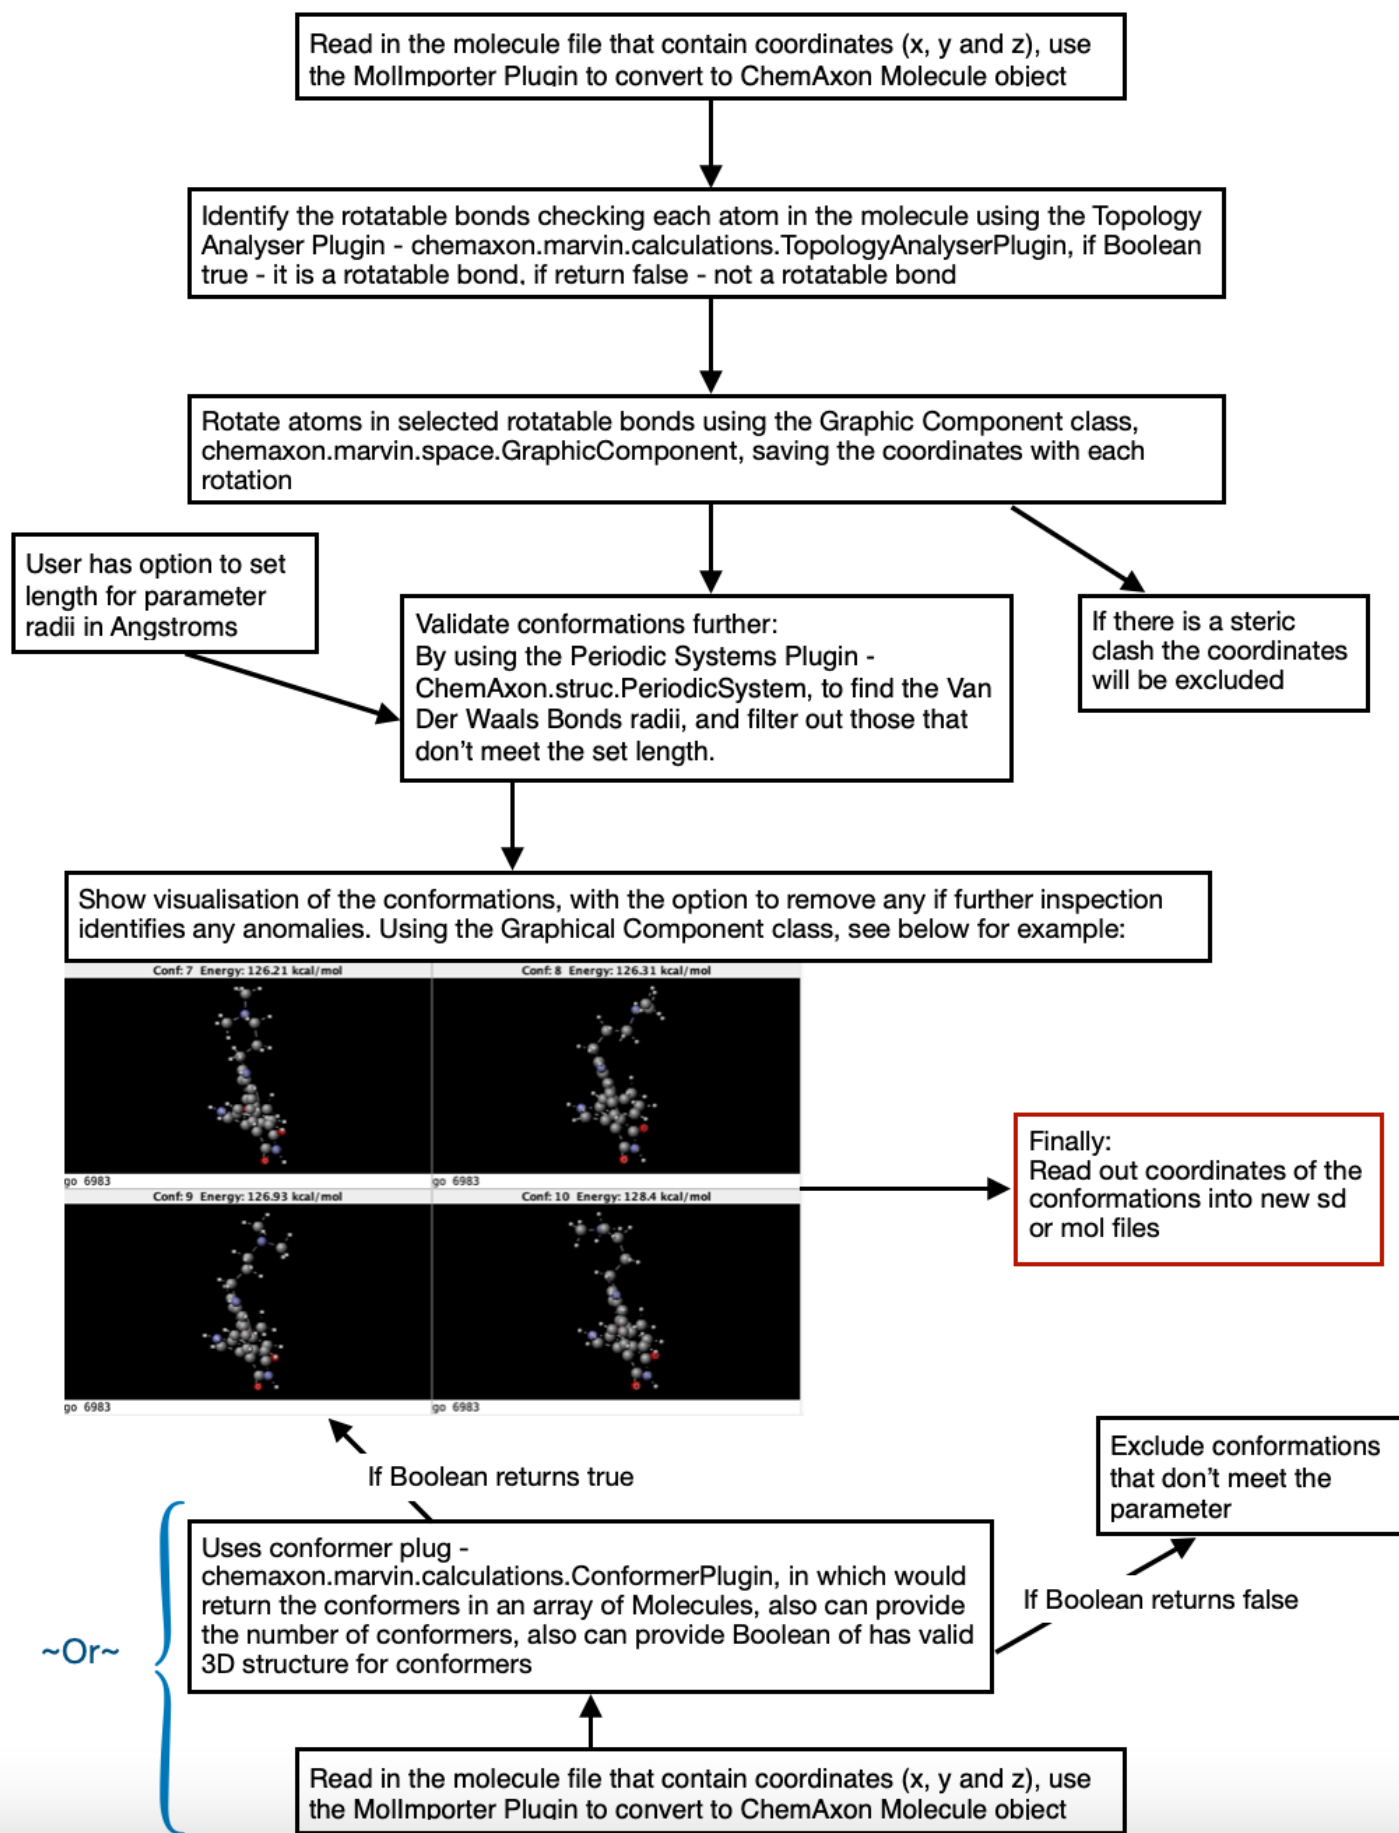 Read in the molecule file that contain coordinates (x, y and z), use
the MolImporter Plugin to convert to ChemAxon Molecule object
Identify the rotatable bonds checking each atom in the molecule using the Topology
Analyser Plugin - chemaxon.marvin.calculations.TopologyAnalyserPlugin, if Boolean
true - it is a rotatable bond, if return false - not a rotatable bond
Rotate atoms in selected rotatable bonds using the Graphic Component class,
chemaxon.marvin.space.GraphicComponent, saving the coordinates with each
rotation
User has option to set
length for parameter
radii in Angstroms
Validate conformations further:
By using the Periodic Systems Plugin -
ChemAxon.struc.PeriodicSystem, to find the Van
Der Waals Bonds radii, and filter out those that
don't meet the set length.
If there is a steric
clash the coordinates
will be excluded
Show visualisation of the conformations, with the option to remove any if further inspection
identifies any anomalies. Using the Graphical Component class, see below for example:
Conf: 7 Energy: 126.21 kcal/mol
Conf: 8 Energy: 126.31 kcal/mol
go 6983
go 6983
Conf: 9 Energy: 126.93 kcal/mol
Conf: 10 Energy: 128.4 kcal/mol
go 6983
go 6983
Finally:
Read out coordinates of the
conformations into new sd
or mol files
If Boolean returns true
Exclude conformations
that don't meet the
parameter
Uses conformer plug -
chemaxon.marvin.calculations.ConformerPlugin, in which would
return the conformers in an array of Molecules, also can provide
the number of conformers, also can provide Boolean of has valid
3D structure for conformers
If Boolean returns false
~Or~
Read in the molecule file that contain coordinates (x, y and z), use
the MolImporter Plugin to convert to ChemAxon Molecule object